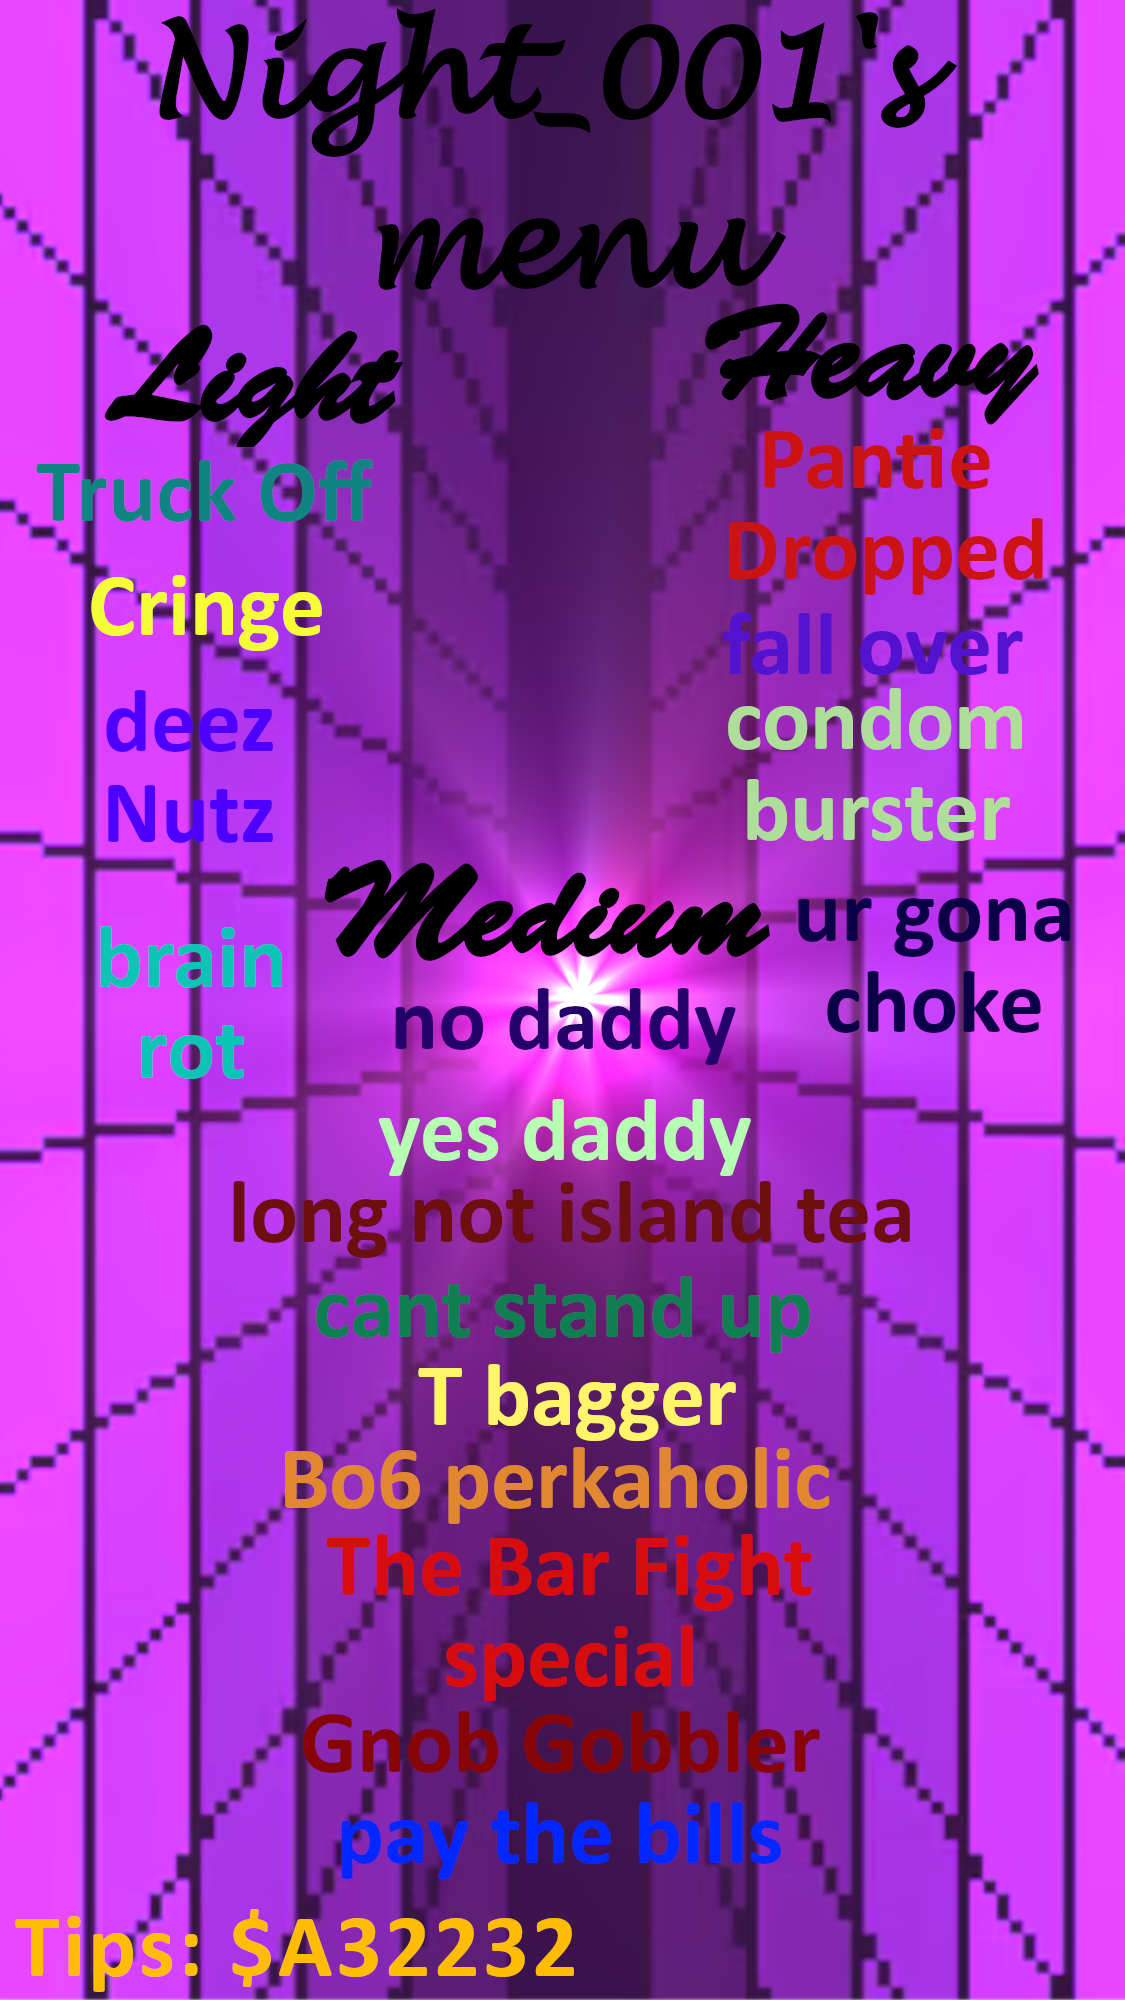 Night_001's
menu
Light
Truck Off
Cringe
deez
Nutz
brain
rot
Heavy
Pantie
Dropped
fall over
condom
burster
ur gona
choke
Medium
no daddy
yes daddy
long not island tea
cant stand up
T bagger
Bo6 perkaholic
The Bar Fight
special
Gnob Gobbler
pay the bills
Tips: $A32232